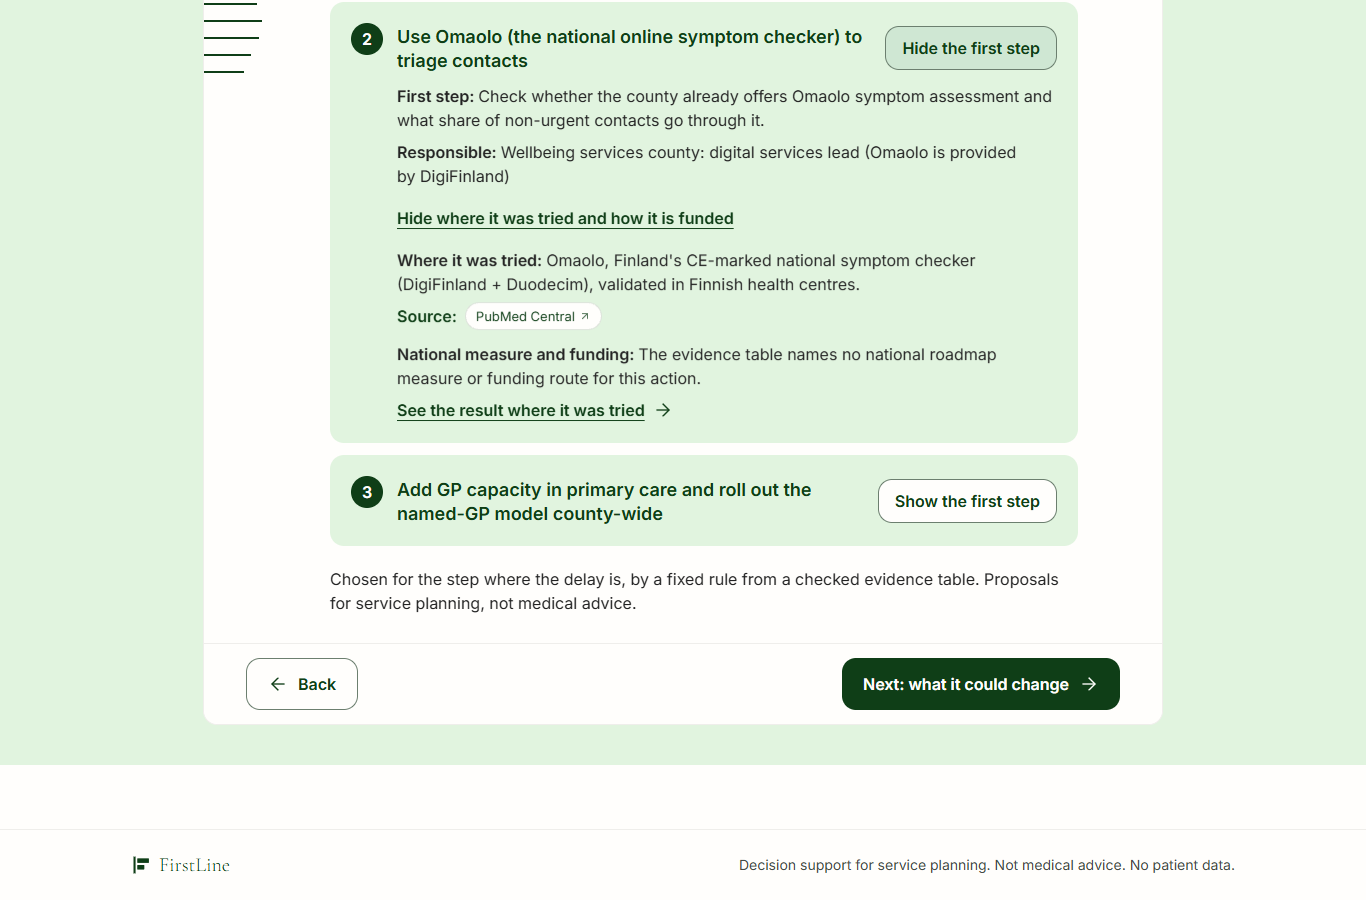 2
Use Omaolo (the national online symptom checker) to
triage contacts
Hide the first step
First step: Check whether the county already offers Omaolo symptom assessment and
what share of non-urgent contacts go through it.
Responsible: Wellbeing services county: digital services lead (Omaolo is provided
by DigiFinland)
Hide where it was tried and how it is funded
Where it was tried: Omaolo, Finland's CE-marked national symptom checker
(DigiFinland + Duodecim), validated in Finnish health centres.
Source: PubMed Central ↗
National measure and funding: The evidence table names no national roadmap
measure or funding route for this action.
See the result where it was tried →
3
Add GP capacity in primary care and roll out the
named-GP model county-wide
Show the first step
Chosen for the step where the delay is, by a fixed rule from a checked evidence table. Proposals
for service planning, not medical advice.
← Back
Next: what it could change →
FirstLine
Decision support for service planning. Not medical advice. No patient data.